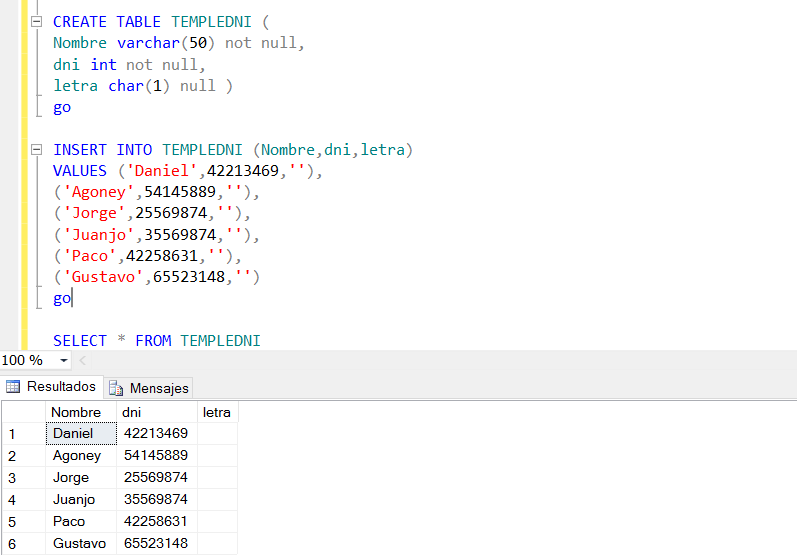 CREATE TABLE TEMPLEDNI (
Nombre varchar(50) not null,
dni int not null,
letra char(1) null )
go
INSERT INTO TEMPLEDNI (Nombre,dni,letra)
VALUES ('Daniel',42213469,''),
('Agoney',54145889,''),
('Jorge',25569874,''),
('Juanjo',35569874,''),
('Paco',42258631,''),
('Gustavo',65523148,'')
go
SELECT * FROM TEMPLEDNI
100 %
Resultados Mensajes
Nombre dni letra
1 Daniel 42213469
2 Agoney 54145889
3 Jorge 25569874
4 Juanjo 35569874
5 Paco 42258631
6 Gustavo 65523148